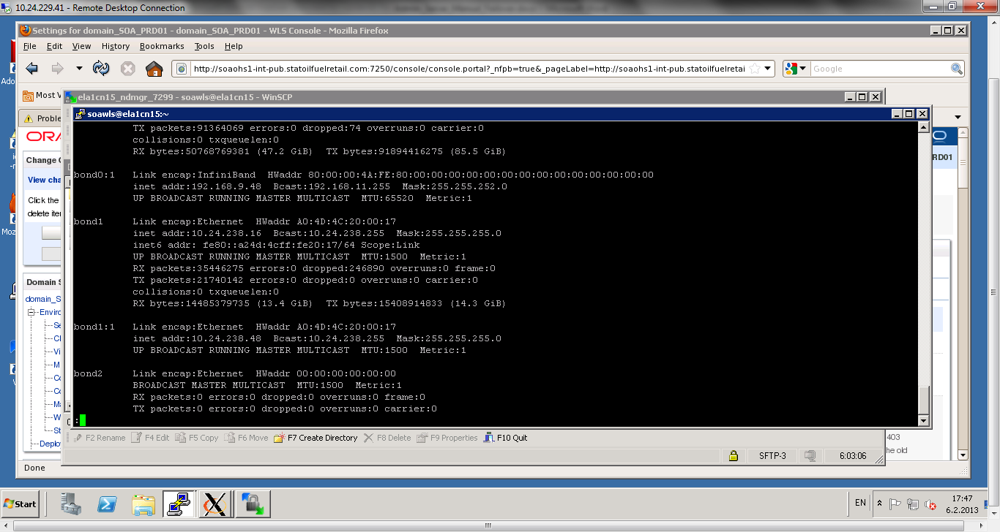 10.24.229.41 - Remote Desktop Connection
Settings for domain_SOA_PRD01 - domain_SOA_PRD01 - WLS Console - Mozilla Firefox
File Edit View History Bookmarks Tools Help
http://soaohs1-int-pub.statoilfuelretail.com:7250/console/console.portal?_nfpb=true&_pageLabel=http://soaohs1-int-pub.statoilfuelretai
Google
Ado
Most V
ela1cn15_ndmgr_7299 - soawls@ela1cn15 - WinSCP
Proble
soawls@ela1cn15:~
TX packets:91364069 errors:0 dropped:74 overruns:0 carrier:0
collisions:0 txqueuelen:0
RX bytes:50768769381 (47.2 GiB)  TX bytes:91894416275 (85.5 GiB)
bond0:1 Link encap:InfiniBand  HWaddr 80:00:00:4A:FE:80:00:00:00:00:00:00:00:00:00:00:00:00:00:00
inet addr:192.168.9.48  Bcast:192.168.11.255  Mask:255.255.252.0
UP BROADCAST RUNNING MASTER MULTICAST  MTU:65520  Metric:1
bond1 Link encap:Ethernet  HWaddr A0:4D:4C:20:00:17
inet addr:10.24.238.16  Bcast:10.24.238.255  Mask:255.255.255.0
inet6 addr: fe80::a24d:4cff:fe20:17/64 Scope:Link
UP BROADCAST RUNNING MASTER MULTICAST  MTU:1500  Metric:1
RX packets:35446275 errors:0 dropped:246890 overruns:0 frame:0
TX packets:21740142 errors:0 dropped:0 overruns:0 carrier:0
collisions:0 txqueuelen:0
RX bytes:14485379735 (13.4 GiB)  TX bytes:15408914833 (14.3 GiB)
bond1:1 Link encap:Ethernet  HWaddr A0:4D:4C:20:00:17
inet addr:10.24.238.48  Bcast:10.24.238.255  Mask:255.255.255.0
UP BROADCAST RUNNING MASTER MULTICAST  MTU:1500  Metric:1
bond2 Link encap:Ethernet  HWaddr 00:00:00:00:00:00
BROADCAST MASTER MULTICAST  MTU:1500  Metric:1
RX packets:0 errors:0 dropped:0 overruns:0 frame:0
TX packets:0 errors:0 dropped:0 overruns:0 carrier:0
:
ORA
RD01
Change C
View cha
Click the
delete iter
Moz
Domain S
domain_S
Enviro
Se
Cl
Vi
M
Co
Co
Ma
W
St
Deploy
403
he old
F2 Rename F4 Edit F5 Copy F6 Move F7 Create Directory F8 Delete F9 Properties F10 Quit
SFTP-3 6:03:06
Done
Start
EN
17:47
6.2.2013